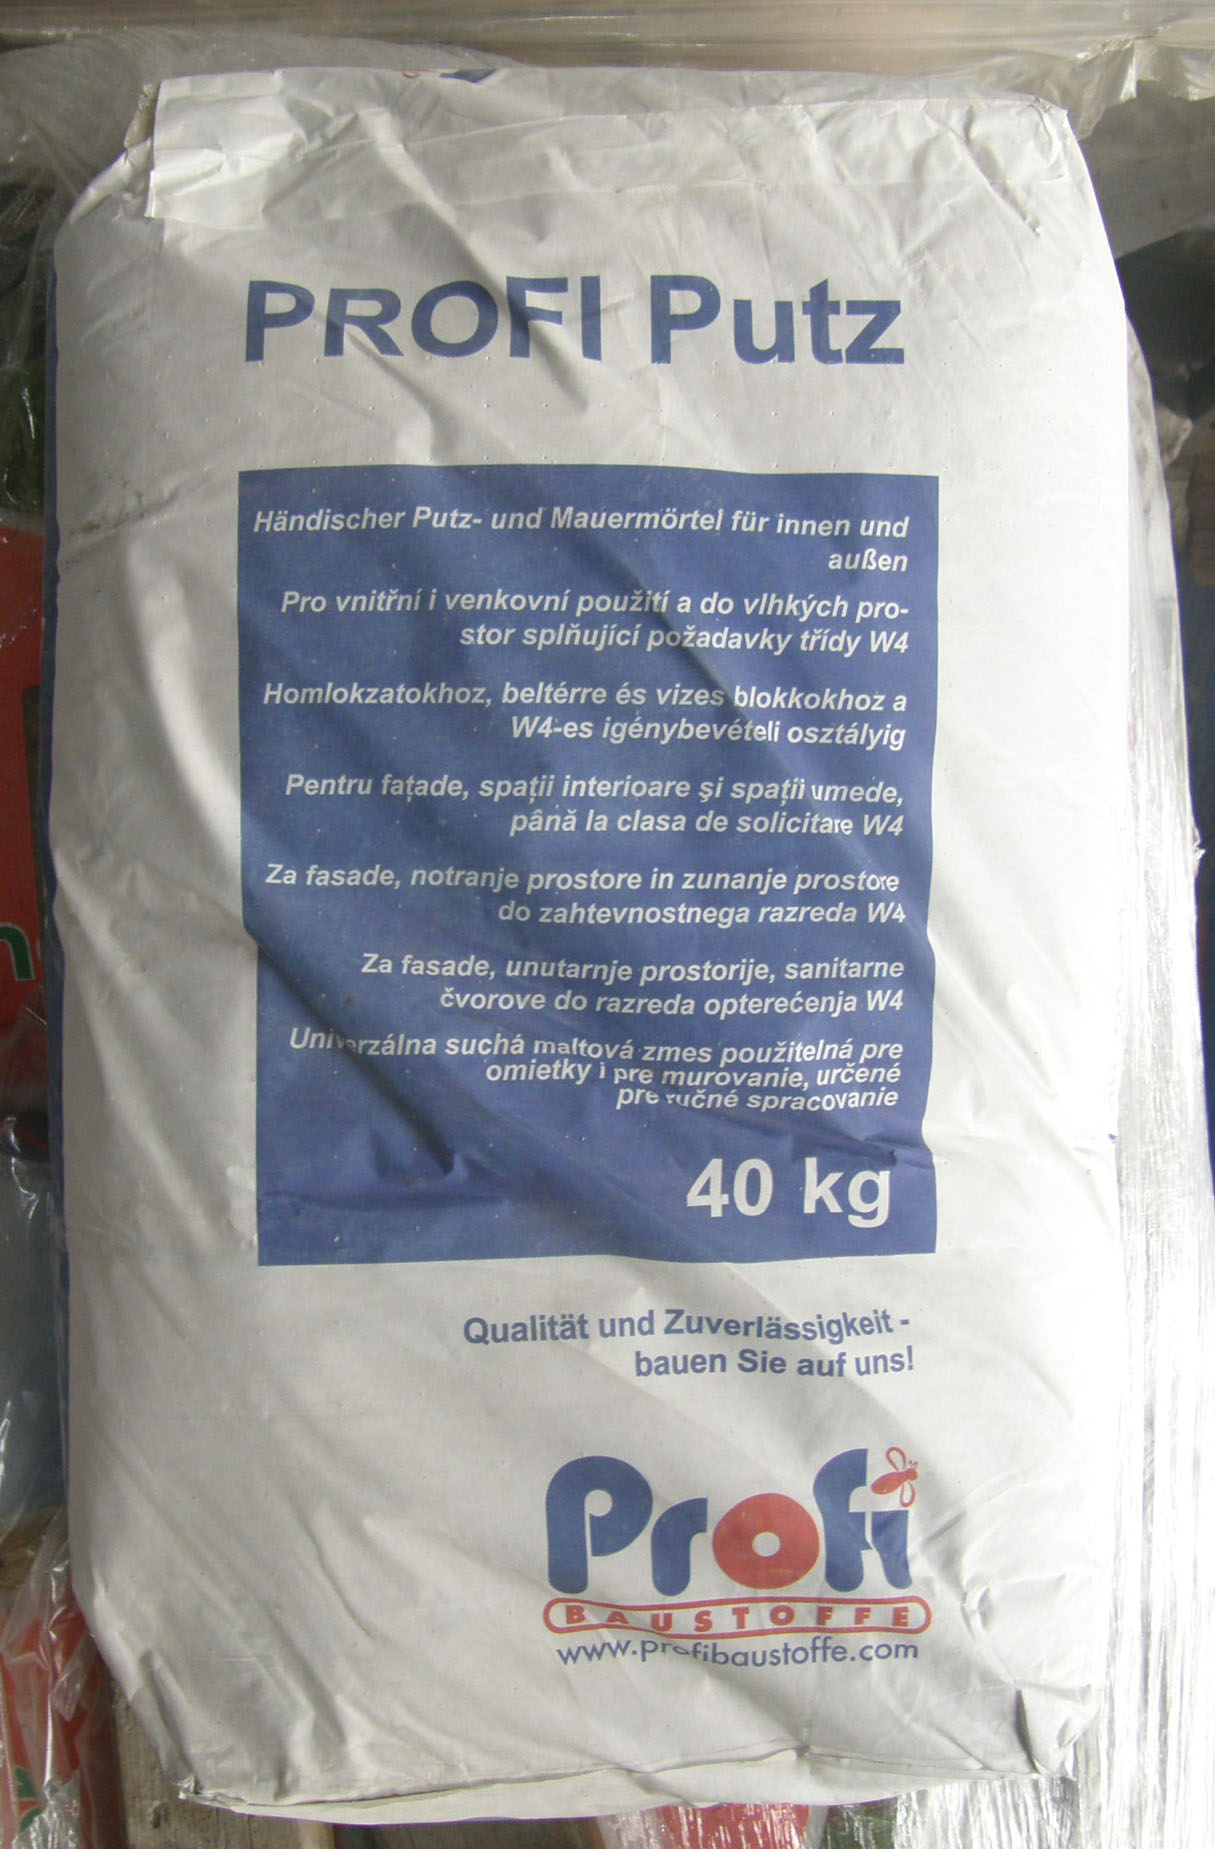 PROFI Putz
Händischer Putz- und Mauermörtel für innen und
außen
Pro vnitřní i venkovní použití a do vlhkých pro-
stor splňující požadavky třídy W4
Homlokzatokhoz, beltérre és vizes blokkokhoz a
W4-es igénybevételi osztályig
Pentru fațade, spații interioare și spații umede,
până la clasa de solicitare W4
Za fasade, notranje prostore in zunanje prostore
do zahtevnostnega razreda W4
Za fasade, unutarnje prostorije, sanitarne
čvorove do razreda opterećenja W4
Univerzálna suchá maltová zmes použitelná pre
omietky i pre murovanie, určené
pre ručné spracovanie
40 kg
Qualität und Zuverlässigkeit -
bauen Sie auf uns!
Profi
BAUSTOFFE
www.profibaustoffe.com